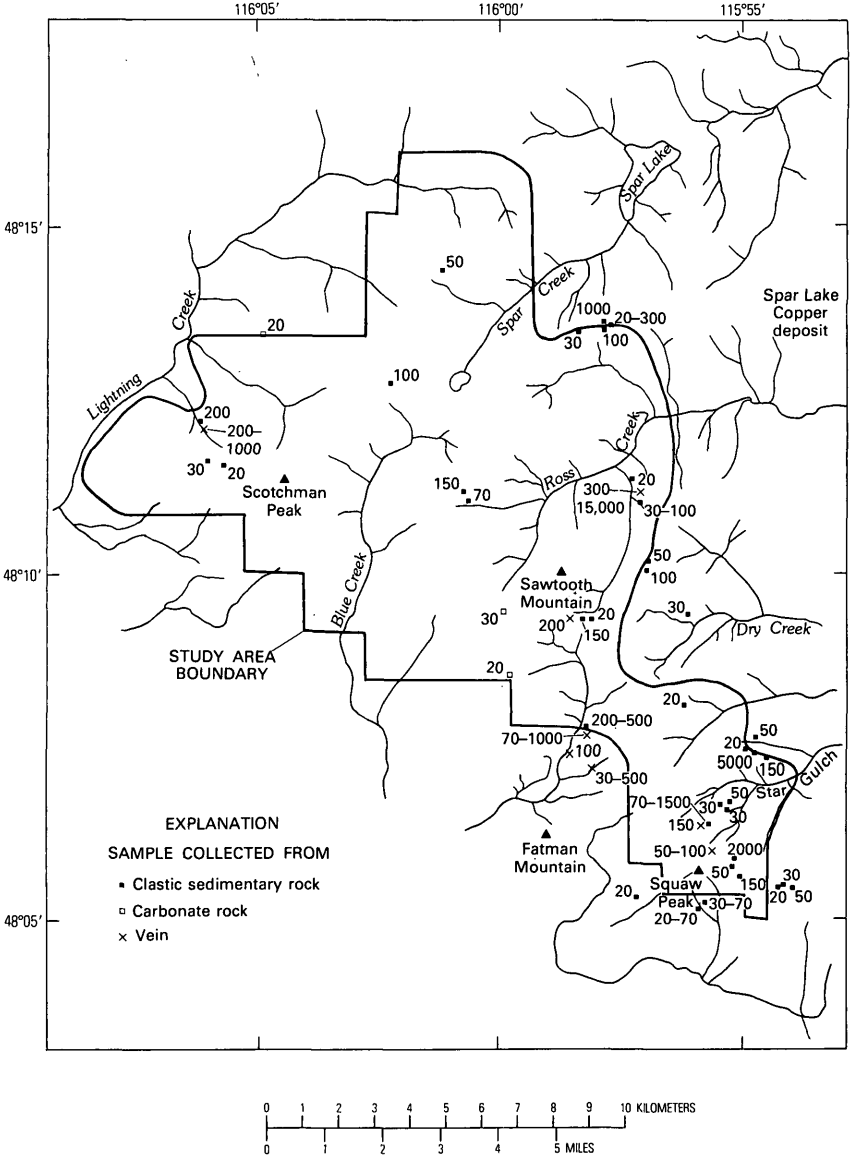 116°05′ 116°00′ 115°55′
Spar Lake
48°15′
50
Spar Creek
Creek
1000
20–300
30
100
Spar Lake
Copper
deposit
20
Lightning
100
200
200–
1000
30
20
Scotchman
Peak
150
70
Ross
Creek
20
300
15,000
30–100
50
100
48°10′
Sawtooth
Mountain
Blue Creek
30
200
20
150
30
Dry Creek
STUDY AREA
BOUNDARY
20
20
200–500
70–1000
100
30–500
50
20
5000
150
Star Gulch
70–1500
50
30
30
150
50–100
2000
50
150
Fatman
Mountain
Squaw
Peak
20
30–70
20–70
30
20
50
48°05′
EXPLANATION
SAMPLE COLLECTED FROM
Clastic sedimentary rock
Carbonate rock
× Vein
0 1 2 3 4 5 6 7 8 9 10 KILOMETERS
0 1 2 3 4 5 MILES